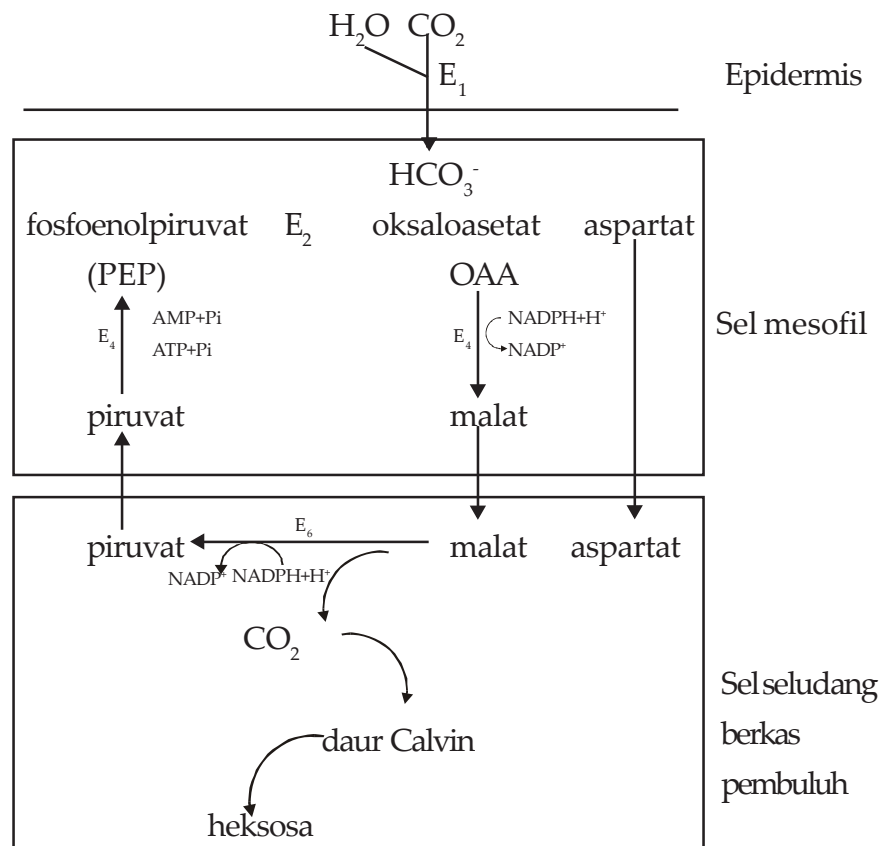 H₂O CO₂
E₁
Epidermis
HCO₃⁻
fosfoenolpiruvat E₂ oksaloasetat aspartat
(PEP) OAA
AMP+Pi
E₄
ATP+Pi
NADPH+H⁺
E₄
NADP⁺
Sel mesofil
piruvat malat
E₆
piruvat malat aspartat
NADP⁺ NADPH+H⁺
CO₂
Sel seludang
berkas
pembuluh
daur Calvin
heksosa